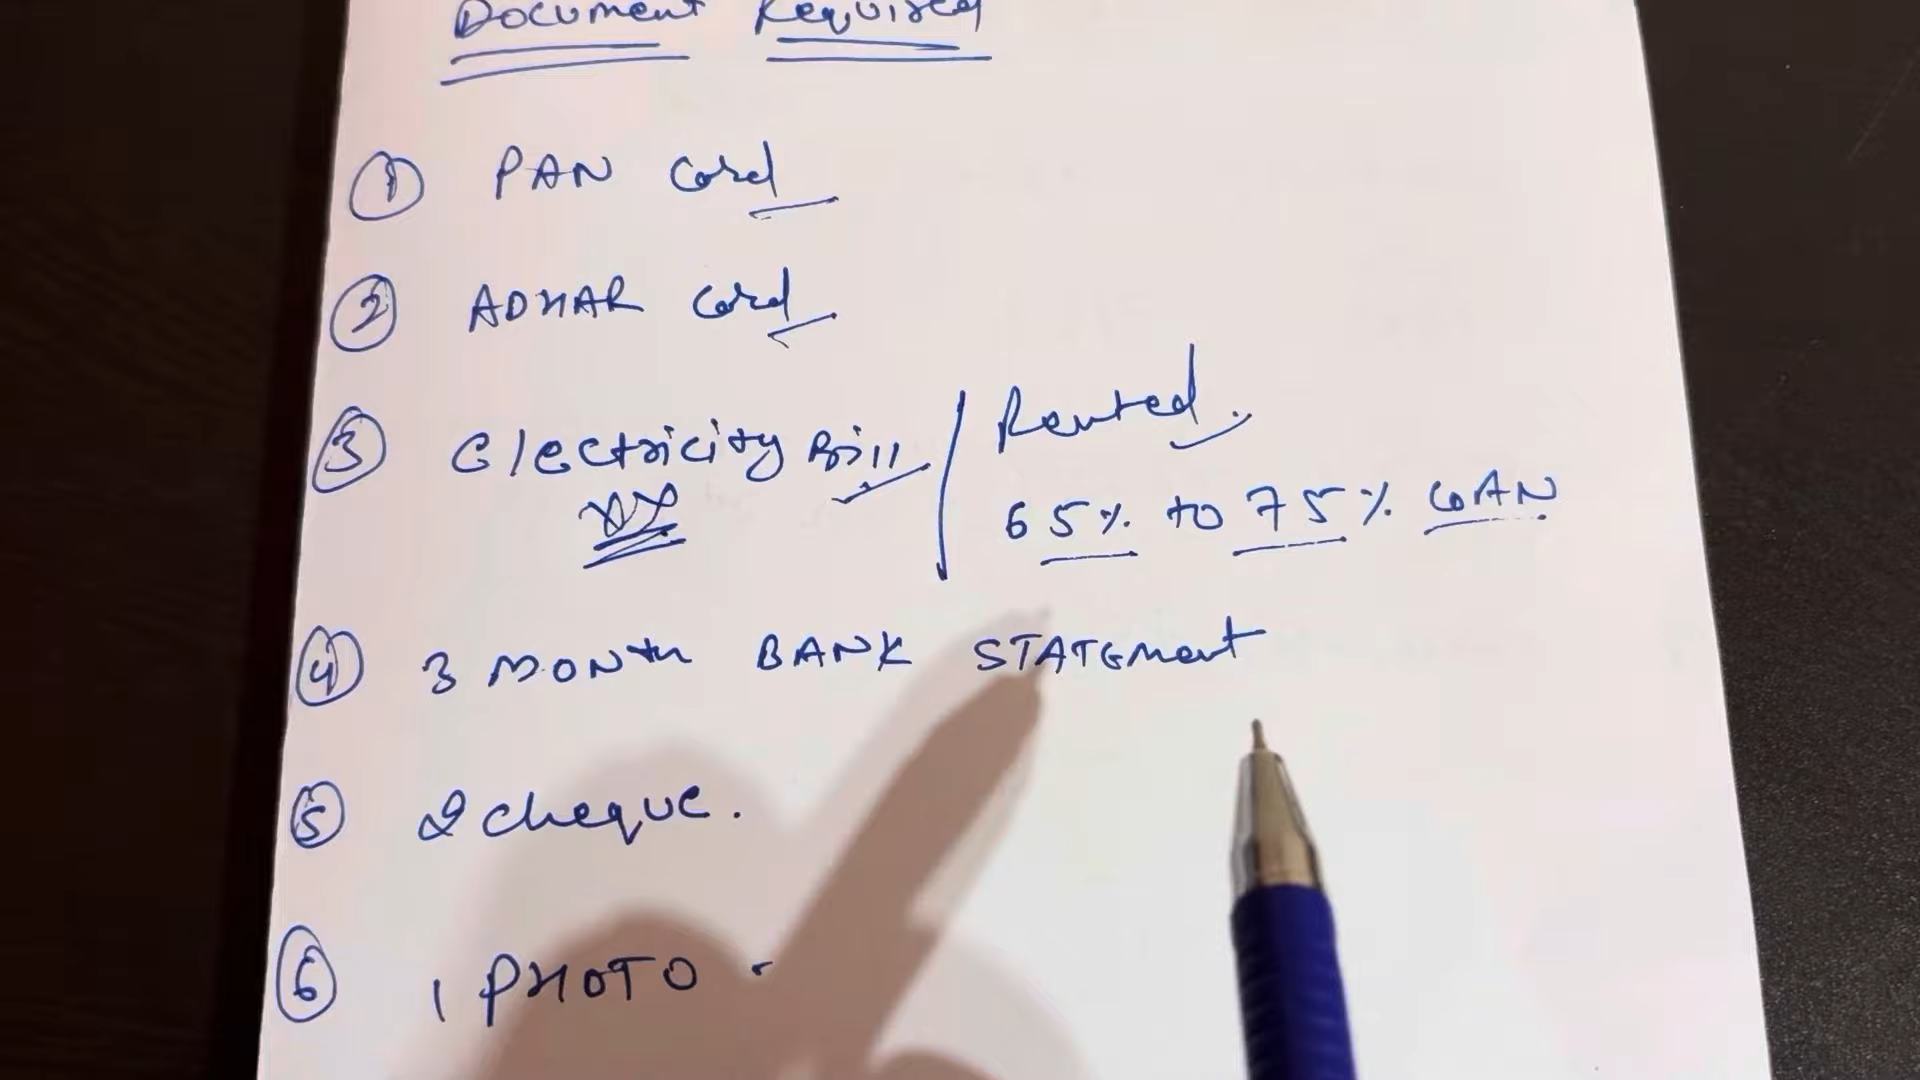 Document Required
① PAN Card
② ADHAR Card
③ Electricity Bill / Rented.
65% to 75% LOAN
④ 3 MONTH BANK STATEMENT
⑤ 2 cheque.
⑥ 1 PHOTO